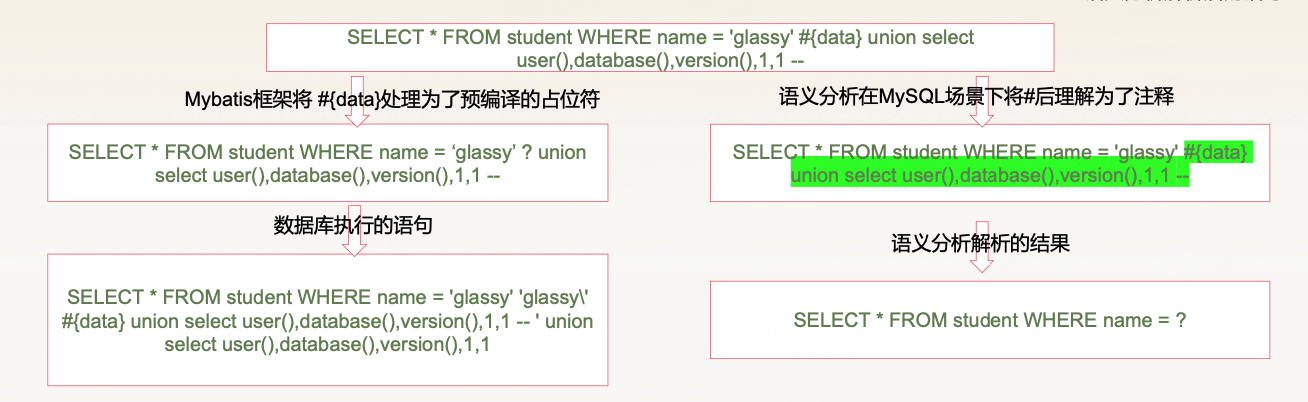 SELECT * FROM student WHERE name = 'glassy' #{data} union select
user(),database(),version(),1,1 --
Mybatis框架将 #{data}处理为了预编译的占位符
语义分析在MySQL场景下将#后理解为了注释
SELECT * FROM student WHERE name = ‘glassy’ ? union
select user(),database(),version(),1,1 --
SELECT * FROM student WHERE name = 'glassy' #{data}
union select user(),database(),version(),1,1 --
数据库执行的语句
语义分析解析的结果
SELECT * FROM student WHERE name = 'glassy' 'glassy\'
#{data} union select user(),database(),version(),1,1 -- ' union
select user(),database(),version(),1,1
SELECT * FROM student WHERE name = ?